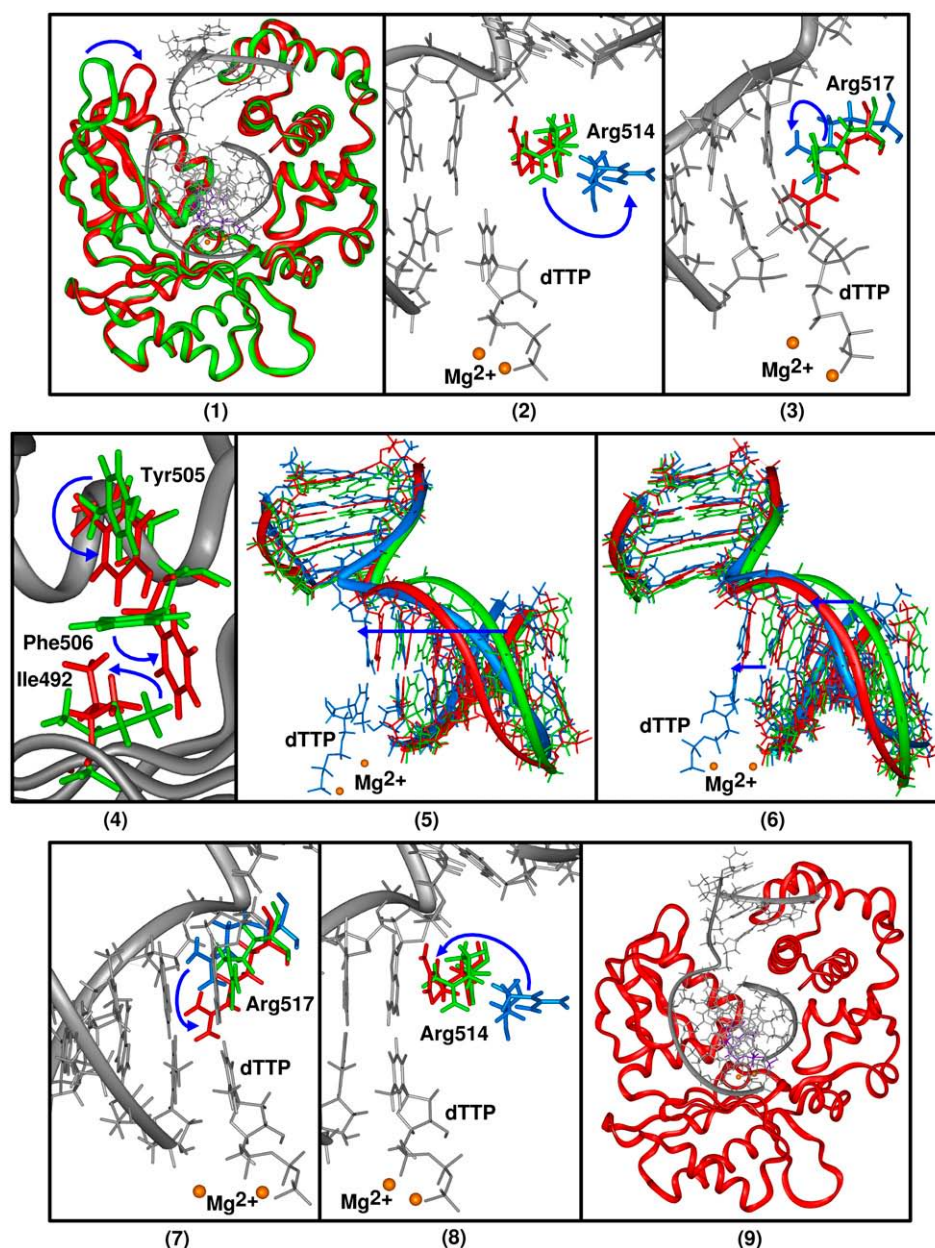 Arg514
dTTP
Mg2+
Arg517
dTTP
Mg2+
(1)
(2)
(3)
Tyr505
Phe506
Ile492
dTTP
Mg2+
dTTP
Mg2+
(4)
(5)
(6)
Arg517
dTTP
Mg2+
Arg514
dTTP
Mg2+
(7)
(8)
(9)